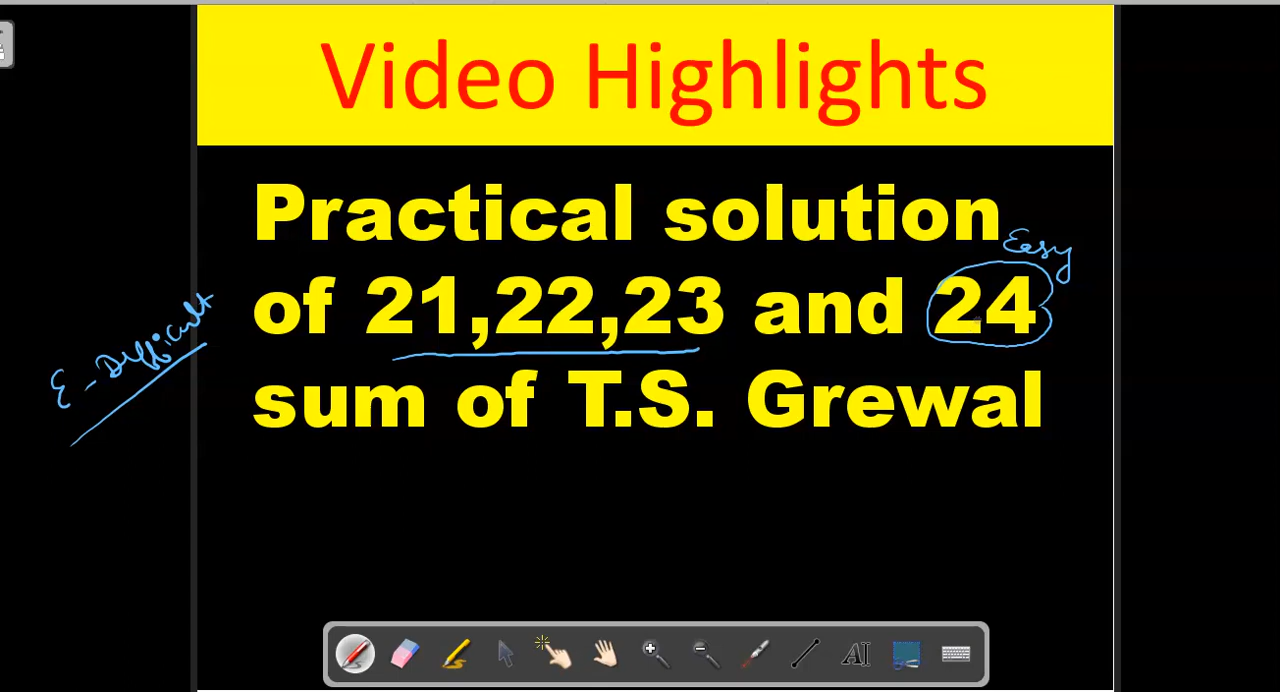 Video Highlights
Practical solution
Easy
of 21,22,23 and 24
E - Difficult
sum of T.S. Grewal